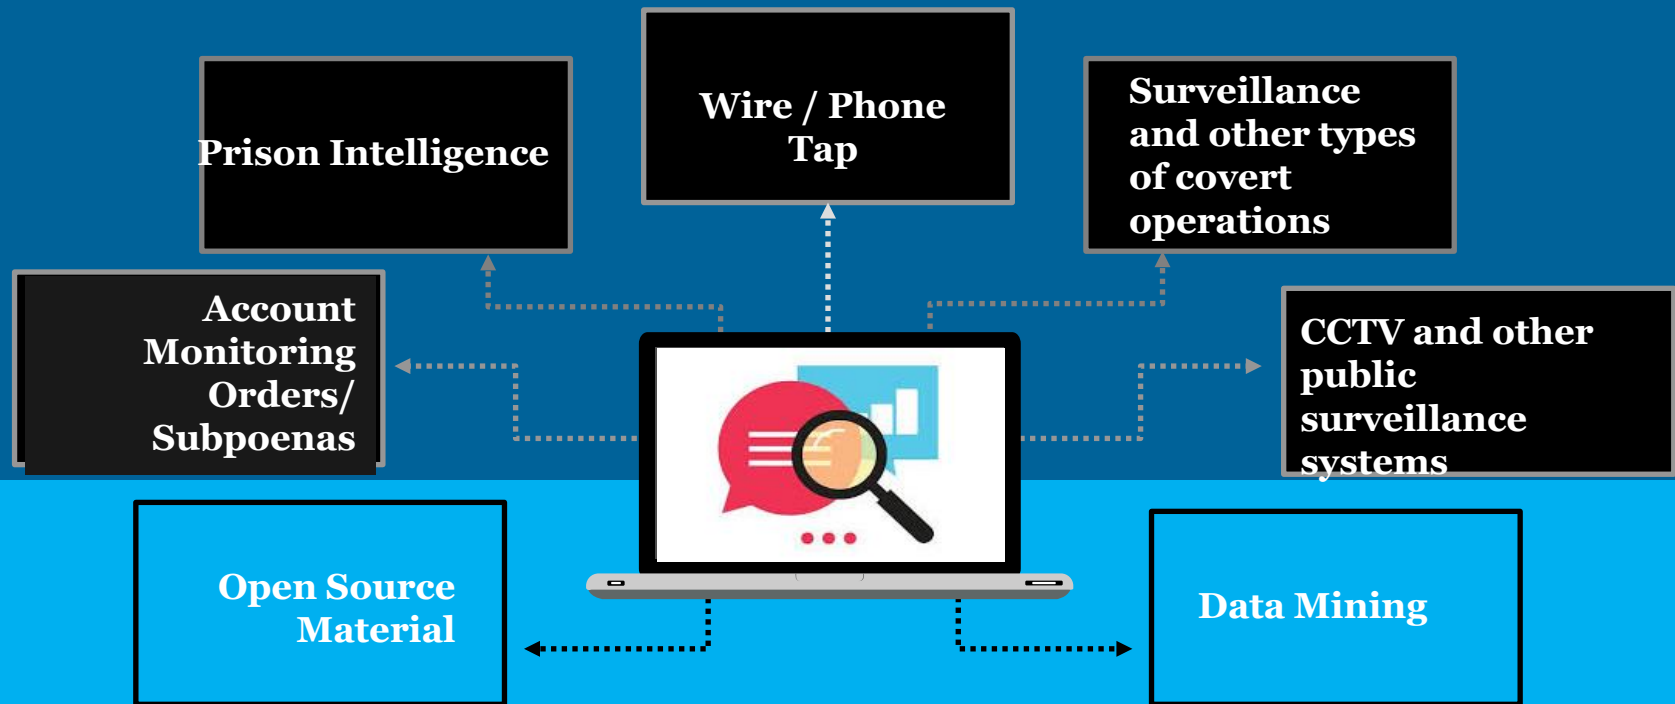 Prison Intelligence
Wire / Phone
Tap
Surveillance
and other types
of covert
operations
Account
Monitoring
Orders/
Subpoenas
CCTV and other
public
surveillance
systems
Open Source
Material
Data Mining